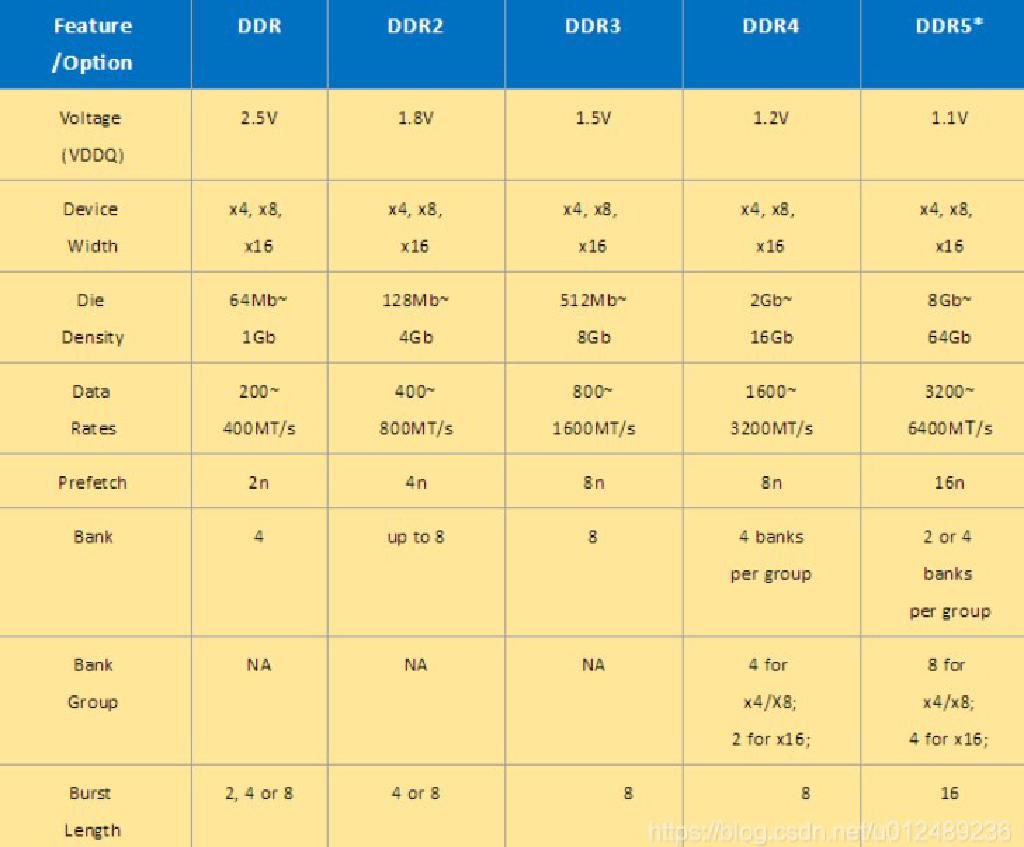 Feature DDR DDR2 DDR3 DDR4 DDR5*
/Option
Voltage 2.5V 1.8V 1.5V 1.2V 1.1V
(VDDQ)
Device x4, x8, x4, x8, x4, x8, x4, x8, x4, x8,
Width x16 x16 x16 x16 x16
Die 64Mb~ 128Mb~ 512Mb~ 2Gb~ 8Gb~
Density 1Gb 4Gb 8Gb 16Gb 64Gb
Data 200~ 400~ 800~ 1600~ 3200~
Rates 400MT/s 800MT/s 1600MT/s 3200MT/s 6400MT/s
Prefetch 2n 4n 8n 8n 16n
Bank 4 up to 8 8 4 banks 2 or 4
per group banks
per group
Bank NA NA NA 4 for 8 for
Group x4/X8; x4/x8;
2 for x16; 4 for x16;
Burst 2, 4 or 8 4 or 8 8 8 16
Length
https://blog.csdn.net/u012489236